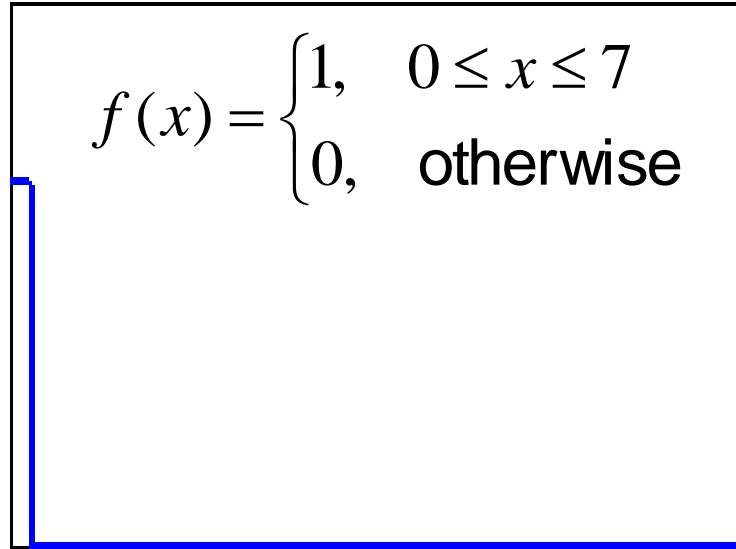 f(x) = {1, 0 ≤ x ≤ 7
0, otherwise